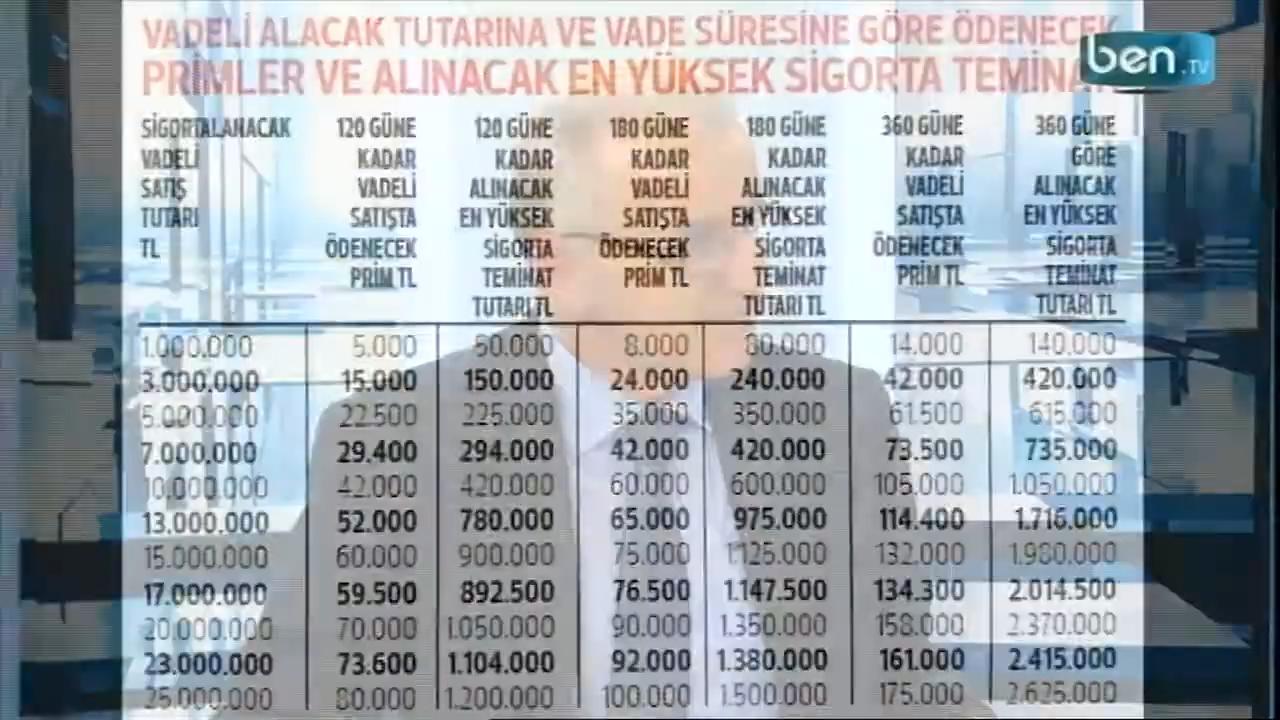 VADELİ ALACAK TUTARINA VE VADE SÜRESİNE GÖRE ÖDENECEK
PRİMLER VE ALINACAK EN YÜKSEK SİGORTA
ben.TV
SİGORTALANACAK 120 GÜNE 120 GÜNE 180 GÜNE 180 GÜNE 360 GÜNE 360 GÜNE
VADELİ KADAR KADAR KADAR KADAR KADAR GÖRE
SATIŞ VADELİ ALINACAK VADELİ ALINACAK VADELİ ALINACAK
TUTARI SATIŞTA EN YÜKSEK SATIŞTA EN YÜKSEK SATIŞTA EN YÜKSEK
TL ÖDENECEK SİGORTA ÖDENECEK SİGORTA ÖDENECEK SİGORTA
PRİM TL TEMİNAT PRİM TL TEMİNAT PRİM TL TEMİNAT
TUTARI TL TUTARI TL TUTARI TL
1.000.000 5.000 50.000 8.000 80.000 14.000 140.000
3.000.000 15.000 150.000 24.000 240.000 42.000 420.000
5.000.000 22.500 225.000 35.000 350.000 61.500 615.000
7.000.000 29.400 294.000 42.000 420.000 73.500 735.000
10.000.000 42.000 420.000 60.000 600.000 105.000 1.050.000
13.000.000 52.000 780.000 65.000 975.000 114.400 1.716.000
15.000.000 60.000 900.000 75.000 1.125.000 132.000 1.980.000
17.000.000 59.500 892.500 76.500 1.147.500 134.300 2.014.500
20.000.000 70.000 1.050.000 90.000 1.350.000 158.000 2.370.000
23.000.000 73.600 1.104.000 92.000 1.380.000 161.000 2.415.000
25.000.000 80.000 1.200.000 100.000 1.500.000 175.000 2.625.000